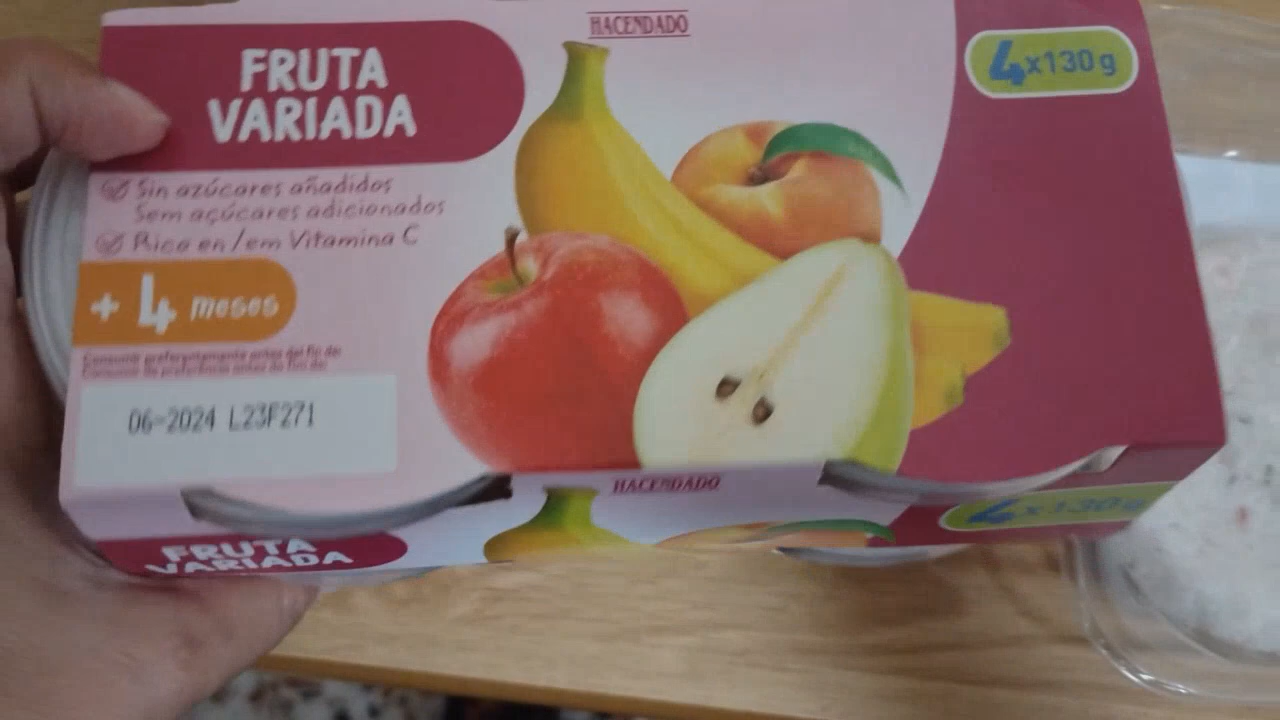 HACENDADO
FRUTA
VARIADA
4x130g
Sin azúcares añadidos
Sem açúcares adicionados
Rica en/em Vitamina C
+ 4 meses
Consumir preferentemente antes del fin de:
Consumir de preferência antes do fim de:
06-2024 L23F271
HACENDADO
4x130g
FRUTA
VARIADA